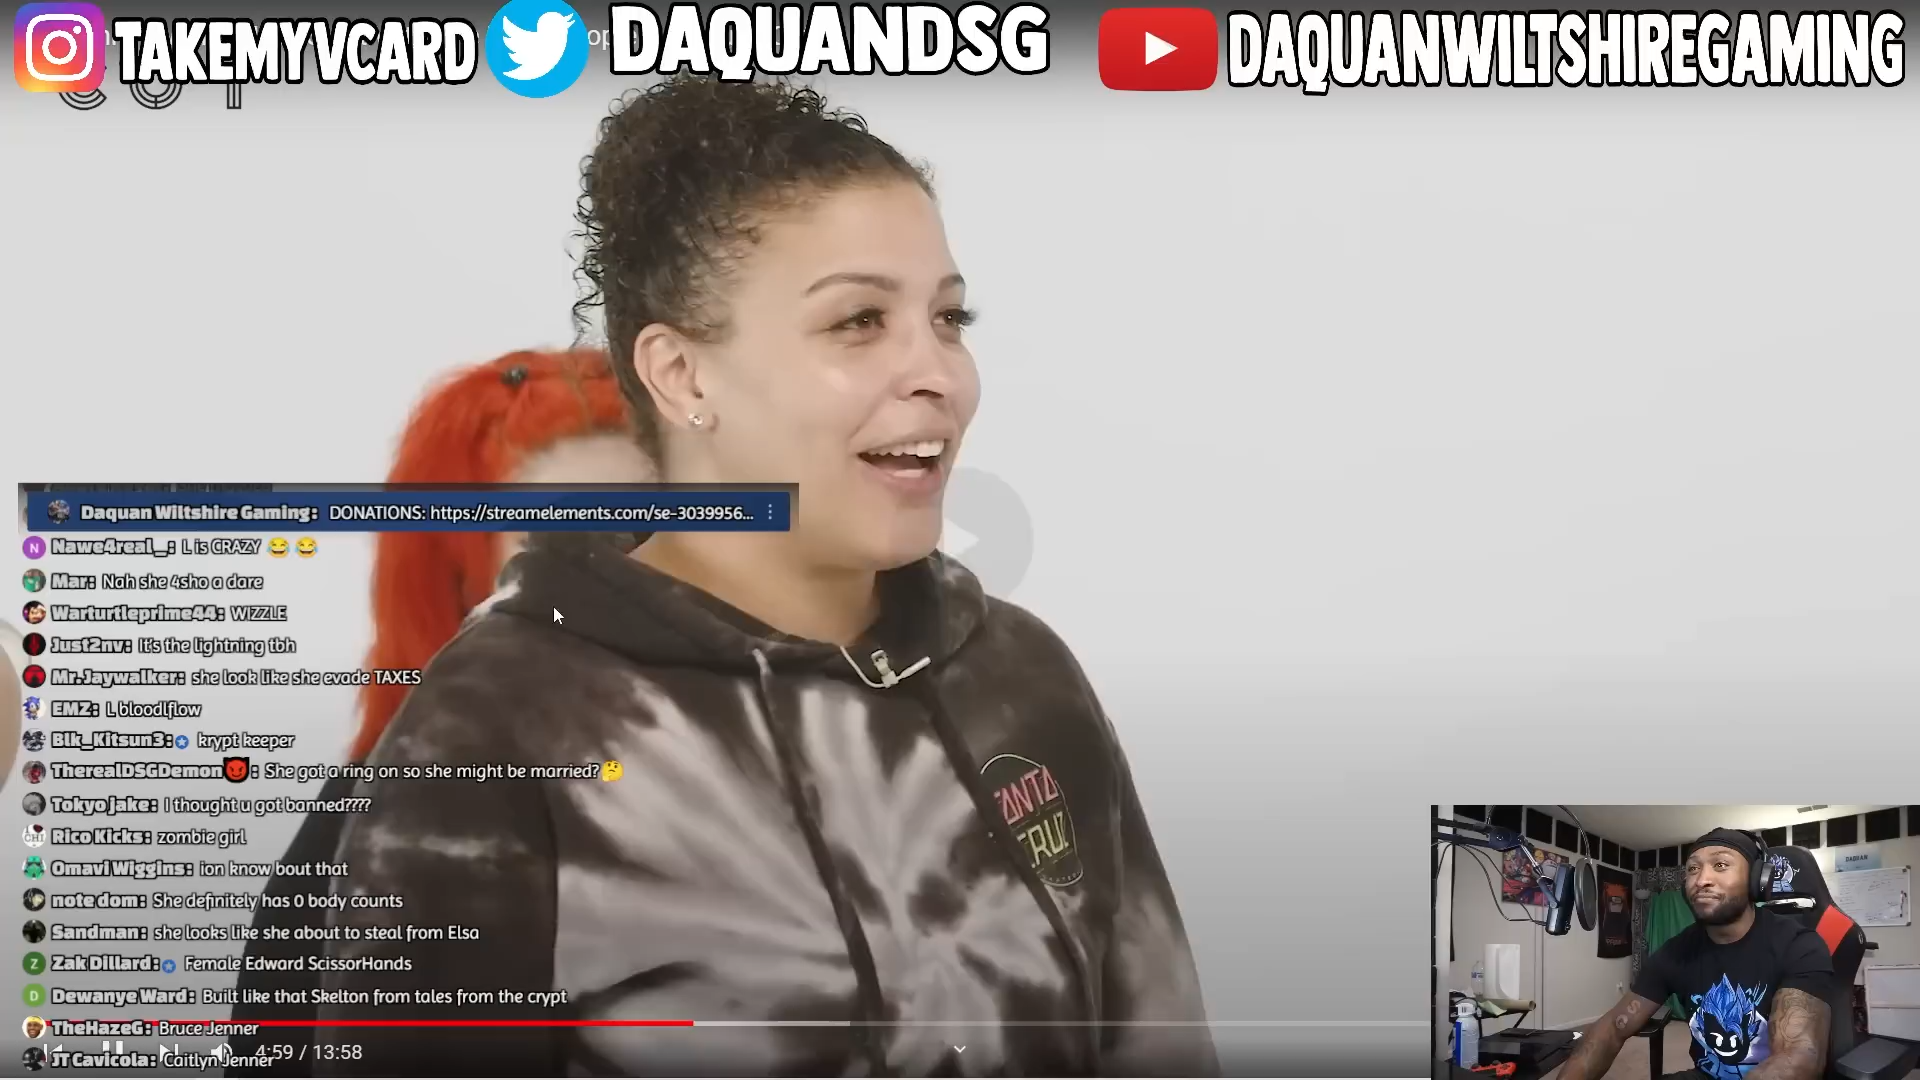 TAKEMYVCARD
DAQUANDSG
DAQUANWILTSHIREGAMING
CUT
Daquan Wiltshire Gaming: DONATIONS: https://streamelements.com/se-3039956...
N Nawe4real_: L is CRAZY 😂 😂
Mar: Nah she 4sho a dare
Warturtleprime44: WIZZLE
Just2nv: It's the lightning tbh
Mr.Jaywalker: she look like she evade TAXES
EMZ: L bloodlflow
Blk_Kitsun3: krypt keeper
TherealDSGDemon😈: She got a ring on so she might be married?🤔
Tokyo jake: I thought u got banned????
Rico Kicks: zombie girl
Omavi Wiggins: ion know bout that
note dom: She definitely has 0 body counts
Sandman: she looks like she about to steal from Elsa
Z Zak Dillard: Female Edward ScissorHands
D Dewanye Ward: Built like that Skelton from tales from the crypt
TheHazeG: Bruce Jenner
JT Cavicola: Caitlyn Jenner
4:59 / 13:58
SANTA
CRUZ
DAQUAN